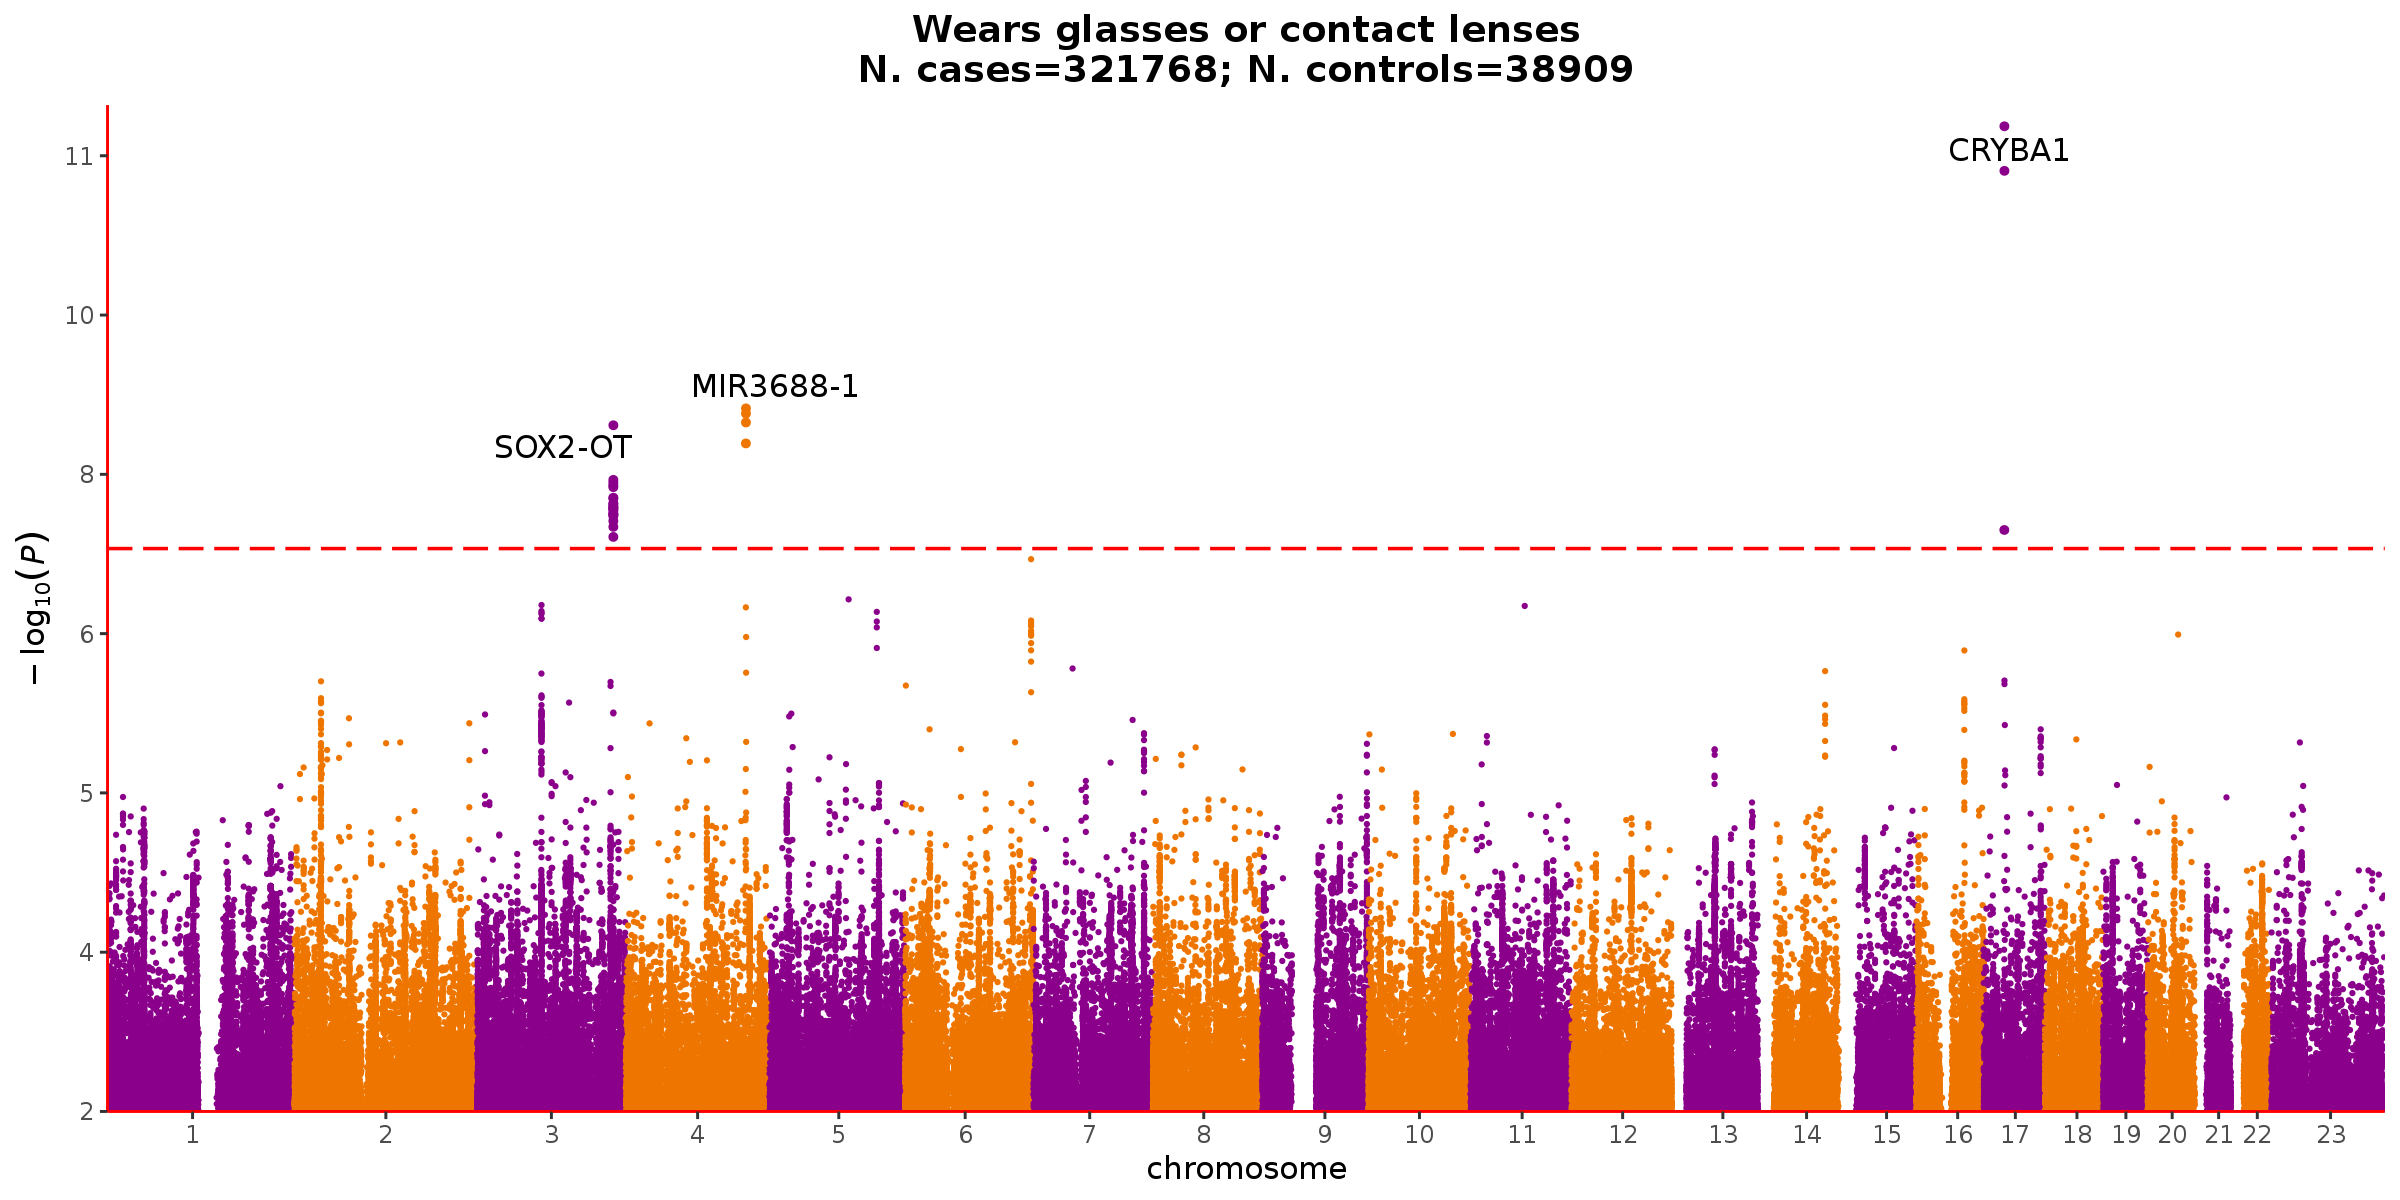 Wears glasses or contact lenses
N. cases=321768; N. controls=38909
11
CRYBA1
10
MIR3688-1
SOX2-OT
8
− log10(P)
6
5
4
2
1 2 3 4 5 6 7 8 9 10 11 12 13 14 15 16 17 18 19 20 21 22 23
chromosome